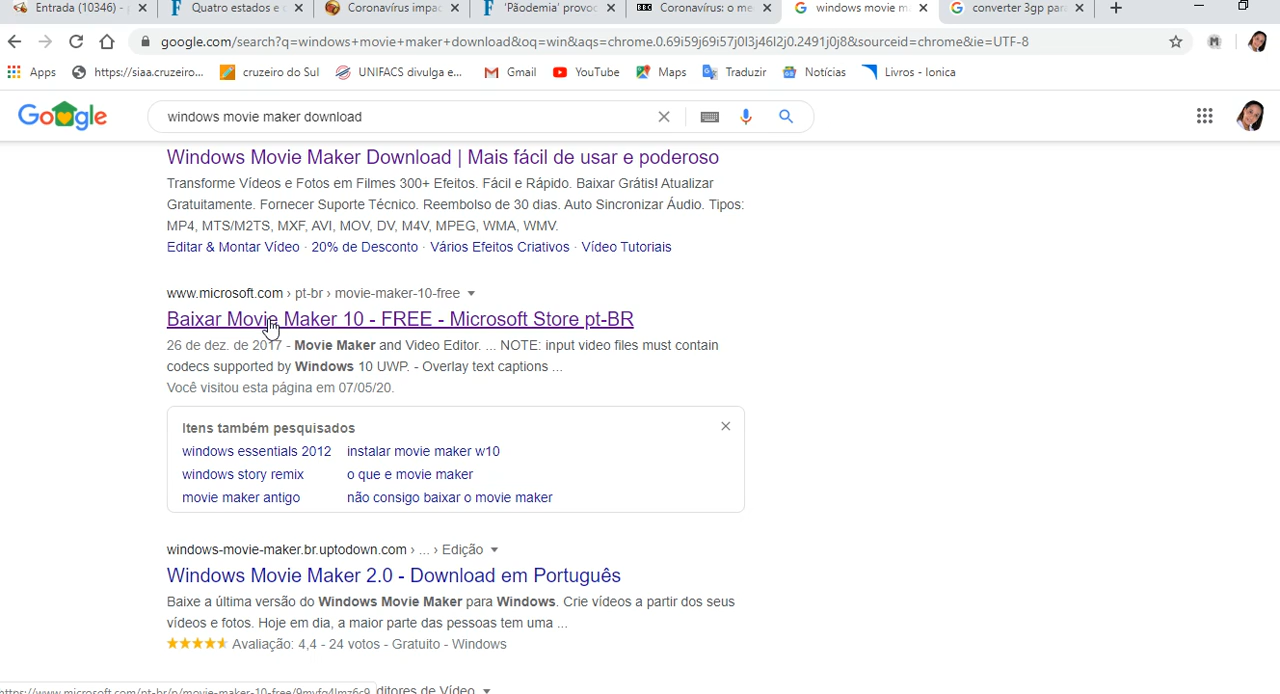 Entrada (10346) -
Quatro estados e
Coronavírus impac
'Pãodemia' provoc
BBC Coronavírus: o me
windows movie m
converter 3gp par
google.com/search?q=windows+movie+maker+download&oq=win&aqs=chrome.0.69i59j69i57j0l3j46l2j0.2491j0j8&sourceid=chrome&ie=UTF-8
M
Apps
https://siaa.cruzeiro...
cruzeiro do Sul
UNIFACS divulga e...
Gmail
YouTube
Maps
Traduzir
Notícias
Livros - Ionica
Google
windows movie maker download
Windows Movie Maker Download | Mais fácil de usar e poderoso
Transforme Vídeos e Fotos em Filmes 300+ Efeitos. Fácil e Rápido. Baixar Grátis! Atualizar
Gratuitamente. Fornecer Suporte Técnico. Reembolso de 30 dias. Auto Sincronizar Áudio. Tipos:
MP4, MTS/M2TS, MXF, AVI, MOV, DV, M4V, MPEG, WMA, WMV.
Editar & Montar Vídeo · 20% de Desconto · Vários Efeitos Criativos · Vídeo Tutoriais
www.microsoft.com › pt-br › movie-maker-10-free
Baixar Movie Maker 10 - FREE - Microsoft Store pt-BR
26 de dez. de 2017 - Movie Maker and Video Editor. ... NOTE: input video files must contain
codecs supported by Windows 10 UWP. - Overlay text captions ...
Você visitou esta página em 07/05/20.
Itens também pesquisados
windows essentials 2012 instalar movie maker w10
windows story remix o que e movie maker
movie maker antigo não consigo baixar o movie maker
windows-movie-maker.br.uptodown.com › ... › Edição
Windows Movie Maker 2.0 - Download em Português
Baixe a última versão do Windows Movie Maker para Windows. Crie vídeos a partir dos seus
vídeos e fotos. Hoje em dia, a maior parte das pessoas tem uma ...
Avaliação: 4,4 - 24 votos - Gratuito - Windows
ditores de Vídeo